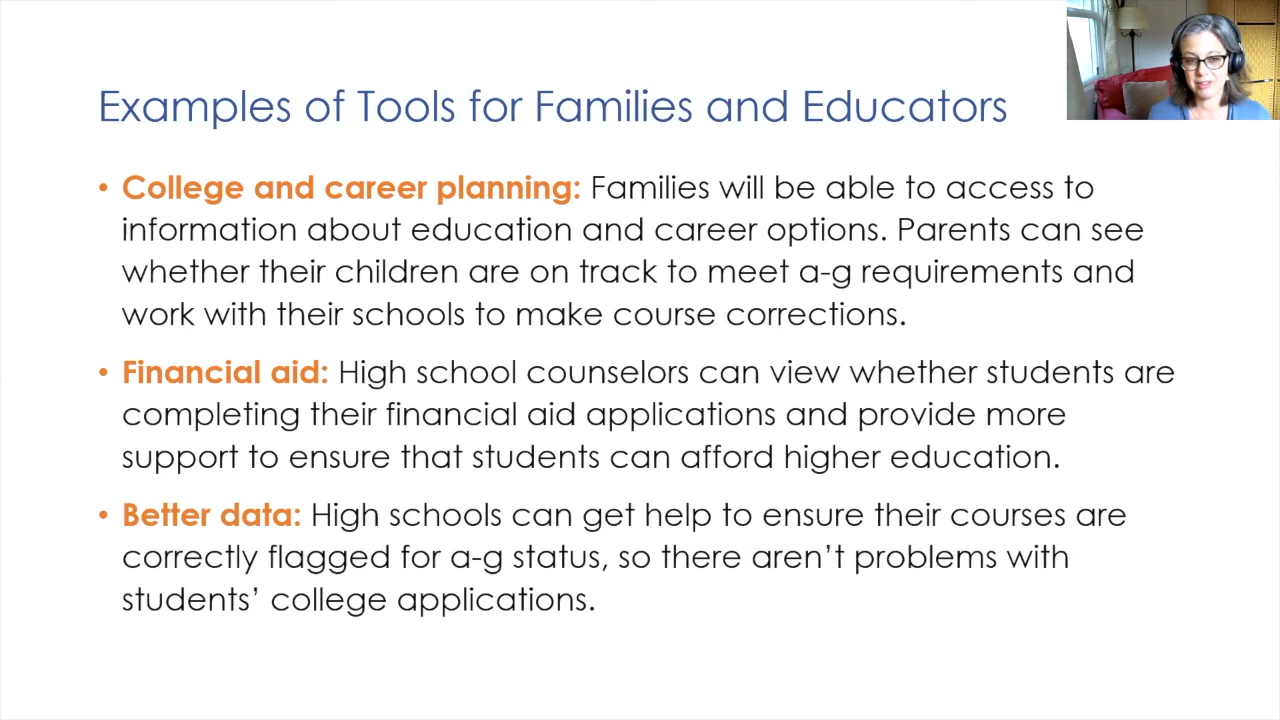 Examples of Tools for Families and Educators
• College and career planning: Families will be able to access to
information about education and career options. Parents can see
whether their children are on track to meet a-g requirements and
work with their schools to make course corrections.
• Financial aid: High school counselors can view whether students are
completing their financial aid applications and provide more
support to ensure that students can afford higher education.
• Better data: High schools can get help to ensure their courses are
correctly flagged for a-g status, so there aren’t problems with
students’ college applications.